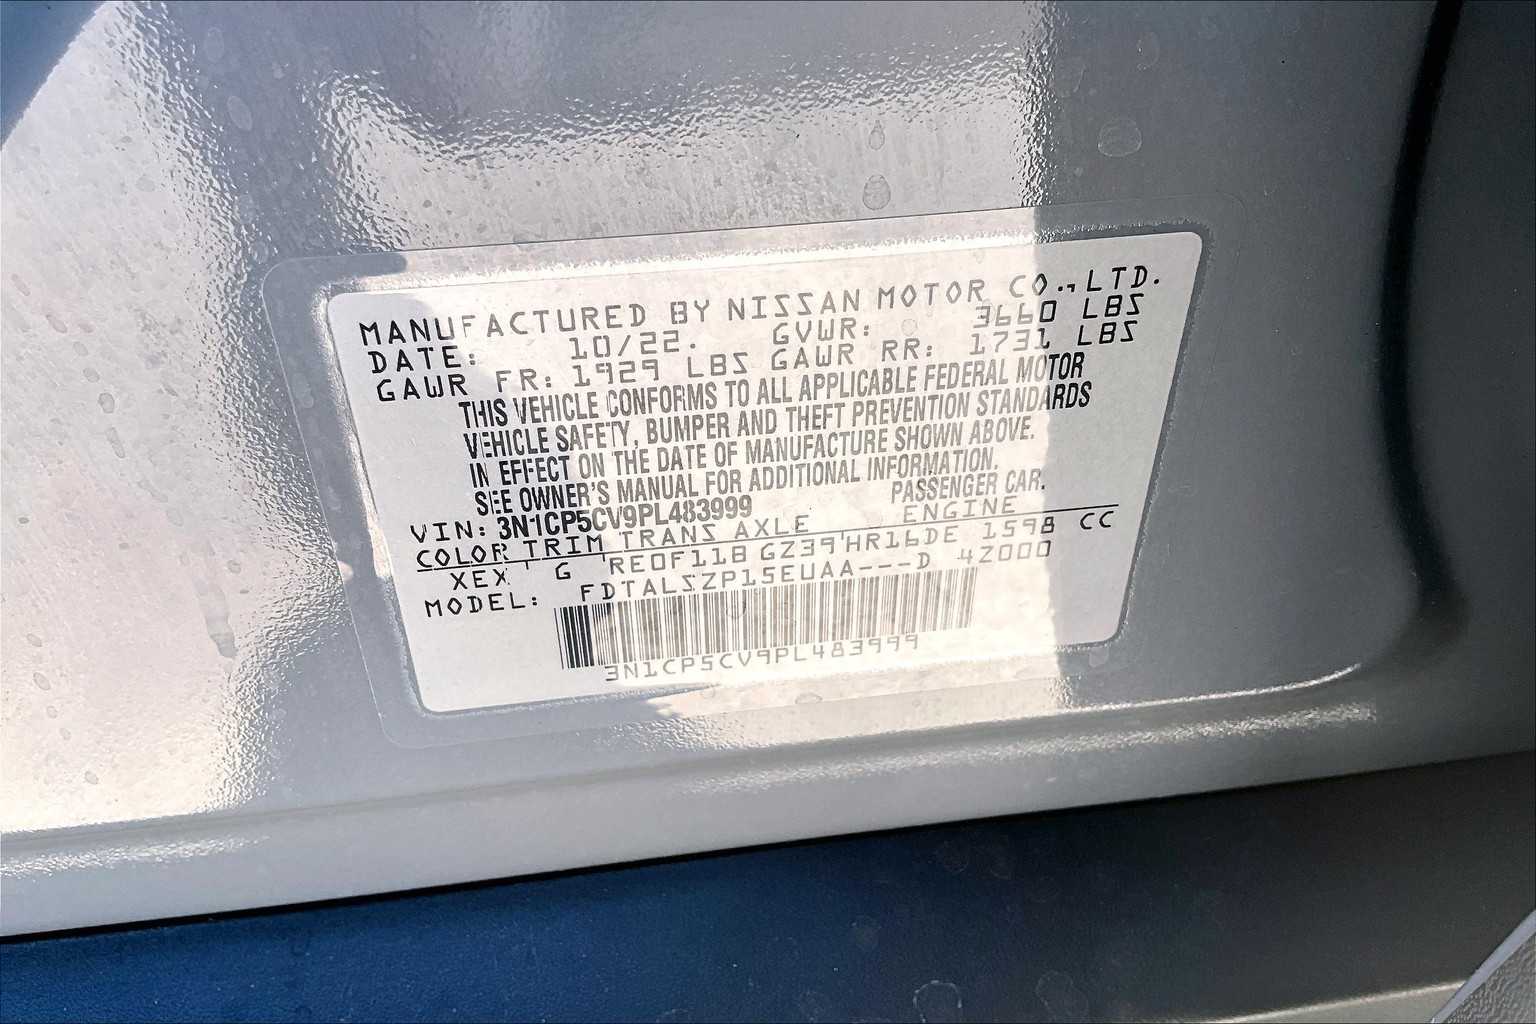 MANUFACTURED BY NISSAN MOTOR CO.,LTD.
DATE: 10/22. GVWR: 3660 LBS
GAWR FR: 1929 LBS GAWR RR: 1731 LBS
THIS VEHICLE CONFORMS TO ALL APPLICABLE FEDERAL MOTOR
VEHICLE SAFETY, BUMPER AND THEFT PREVENTION STANDARDS
IN EFFECT ON THE DATE OF MANUFACTURE SHOWN ABOVE.
SEE OWNER'S MANUAL FOR ADDITIONAL INFORMATION.
VIN: 3N1CP5CV9PL483999 PASSENGER CAR.
COLOR TRIM TRANS AXLE ENGINE
XEX G RE0F11B GZ39 HR16DE 1598 CC
MODEL: FDTALSZP15EUAA---D 4Z000
3N1CP5CV9PL483999